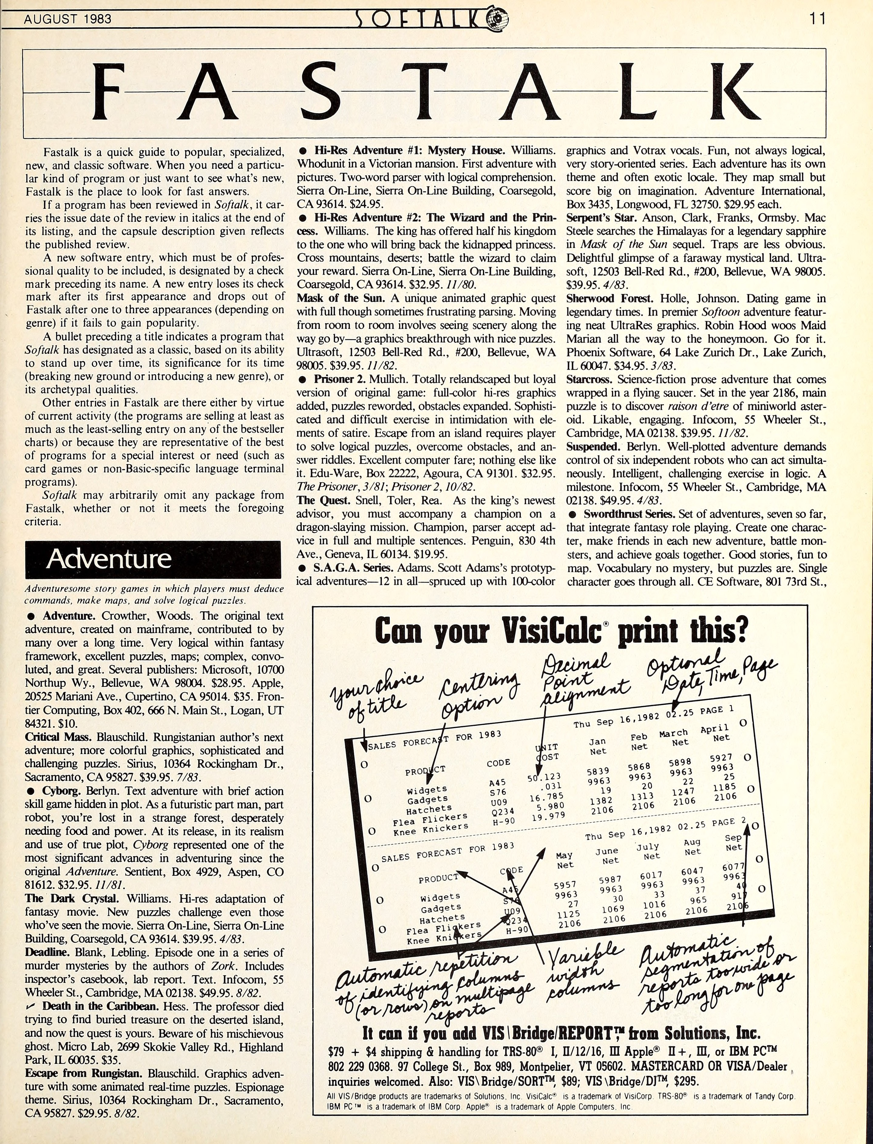 AUGUST 1983
SOFTALK
11
FASTALK
Fastalk is a quick guide to popular, specialized,
new, and classic software. When you need a particu-
lar kind of program or just want to see what's new,
Fastalk is the place to look for fast answers.
If a program has been reviewed in Softalk, it car-
ries the issue date of the review in italics at the end of
its listing, and the capsule description given reflects
the published review.
A new software entry, which must be of profes-
sional quality to be included, is designated by a check
mark preceding its name. A new entry loses its check
mark after its first appearance and drops out of
Fastalk after one to three appearances (depending on
genre) if it fails to gain popularity.
A bullet preceding a title indicates a program that
Softalk has designated as a classic, based on its ability
to stand up over time, its significance for its time
(breaking new ground or introducing a new genre), or
its archetypal qualities.
Other entries in Fastalk are there either by virtue
of current activity (the programs are selling at least as
much as the least-selling entry on any of the bestseller
charts) or because they are representative of the best
of programs for a special interest or need (such as
card games or non-Basic-specific language terminal
programs).
Softalk may arbitrarily omit any package from
Fastalk, whether or not it meets the foregoing
criteria.
Adventure
Adventuresome story games in which players must deduce
commands, make maps, and solve logical puzzles.
● Adventure. Crowther, Woods. The original text
adventure, created on mainframe, contributed to by
many over a long time. Very logical within fantasy
framework, excellent puzzles, maps; complex, convo-
luted, and great. Several publishers: Microsoft, 10700
Northup Wy., Bellevue, WA 98004. $28.95. Apple,
20525 Mariani Ave., Cupertino, CA 95014. $35. Fron-
tier Computing, Box 402, 666 N. Main St., Logan, UT
84321. $10.
Critical Mass. Blauschild. Rungistanian author's next
adventure; more colorful graphics, sophisticated and
challenging puzzles. Sirius, 10364 Rockingham Dr.,
Sacramento, CA 95827. $39.95. 7/83.
● Cyborg. Berlyn. Text adventure with brief action
skill game hidden in plot. As a futuristic part man, part
robot, you're lost in a strange forest, desperately
needing food and power. At its release, in its realism
and use of true plot, Cyborg represented one of the
most significant advances in adventuring since the
original Adventure. Sentient, Box 4929, Aspen, CO
81612. $32.95. 11/81.
The Dark Crystal. Williams. Hi-res adaptation of
fantasy movie. New puzzles challenge even those
who've seen the movie. Sierra On-Line, Sierra On-Line
Building, Coarsegold, CA 93614. $39.95. 4/83.
Deadline. Blank, Lebling. Episode one in a series of
murder mysteries by the authors of Zork. Includes
inspector's casebook, lab report. Text. Infocom, 55
Wheeler St., Cambridge, MA 02138. $49.95. 8/82.
✓ Death in the Caribbean. Hess. The professor died
trying to find buried treasure on the deserted island,
and now the quest is yours. Beware of his mischievous
ghost. Micro Lab, 2699 Skokie Valley Rd., Highland
Park, IL 60035. $35.
Escape from Rungistan. Blauschild. Graphics adven-
ture with some animated real-time puzzles. Espionage
theme. Sirius, 10364 Rockingham Dr., Sacramento,
CA 95827. $29.95. 8/82.
● Hi-Res Adventure #1: Mystery House. Williams.
Whodunit in a Victorian mansion. First adventure with
pictures. Two-word parser with logical comprehension.
Sierra On-Line, Sierra On-Line Building, Coarsegold,
CA 93614. $24.95.
● Hi-Res Adventure #2: The Wizard and the Prin-
cess. Williams. The king has offered half his kingdom
to the one who will bring back the kidnapped princess.
Cross mountains, deserts; battle the wizard to claim
your reward. Sierra On-Line, Sierra On-Line Building,
Coarsegold, CA 93614. $32.95. 11/80.
Mask of the Sun. A unique animated graphic quest
with full though sometimes frustrating parsing. Moving
from room to room involves seeing scenery along the
way go by—a graphics breakthrough with nice puzzles.
Ultrasoft, 12503 Bell-Red Rd., #200, Bellevue, WA
98005. $39.95. 11/82.
● Prisoner 2. Mullich. Totally relandscaped but loyal
version of original game: full-color hi-res graphics
added, puzzles reworded, obstacles expanded. Sophisti-
cated and difficult exercise in intimidation with ele-
ments of satire. Escape from an island requires player
to solve logical puzzles, overcome obstacles, and an-
swer riddles. Excellent computer fare; nothing else like
it. Edu-Ware, Box 22222, Agoura, CA 91301. $32.95.
The Prisoner, 3/81; Prisoner 2, 10/82.
The Quest. Snell, Toler, Rea. As the king's newest
advisor, you must accompany a champion on a
dragon-slaying mission. Champion, parser accept ad-
vice in full and multiple sentences. Penguin, 830 4th
Ave., Geneva, IL 60134. $19.95.
● S.A.G.A. Series. Adams. Scott Adams's prototyp-
ical adventures—12 in all—spruced up with 100-color
graphics and Votrax vocals. Fun, not always logical,
very story-oriented series. Each adventure has its own
theme and often exotic locale. They map small but
score big on imagination. Adventure International,
Box 3435, Longwood, FL 32750. $29.95 each.
Serpent's Star. Anson, Clark, Franks, Ormsby. Mac
Steele searches the Himalayas for a legendary sapphire
in Mask of the Sun sequel. Traps are less obvious.
Delightful glimpse of a faraway mystical land. Ultra-
soft, 12503 Bell-Red Rd., #200, Bellevue, WA 98005.
$39.95. 4/83.
Sherwood Forest. Holle, Johnson. Dating game in
legendary times. In premier Softoon adventure featur-
ing neat UltraRes graphics. Robin Hood woos Maid
Marian all the way to the honeymoon. Go for it.
Phoenix Software, 64 Lake Zurich Dr., Lake Zurich,
IL 60047. $34.95. 3/83.
Starcross. Science-fiction prose adventure that comes
wrapped in a flying saucer. Set in the year 2186, main
puzzle is to discover raison d'etre of miniworld aster-
oid. Likable, engaging. Infocom, 55 Wheeler St.,
Cambridge, MA 02138. $39.95. 11/82.
Suspended. Berlyn. Well-plotted adventure demands
control of six independent robots who can act simulta-
neously. Intelligent, challenging exercise in logic. A
milestone. Infocom, 55 Wheeler St., Cambridge, MA
02138. $49.95. 4/83.
● Swordthrust Series. Set of adventures, seven so far,
that integrate fantasy role playing. Create one charac-
ter, make friends in each new adventure, battle mon-
sters, and achieve goals together. Good stories, fun to
map. Vocabulary no mystery, but puzzles are. Single
character goes through all. CE Software, 801 73rd St.,
Can your VisiCalc® print this?
Your choice
of title
Centering
Option
Decimal
Point
alignment
Optional
Date, Time, Page
SALES FORECAST FOR 1983 Thu Sep 16,1982 02.25 PAGE 1
PRODUCT CODE UNIT COST Jan Net Feb Net March Net April Net
Widgets A45 50.123 5839 5868 5898 5927
Gadgets S76 .031 9963 9963 9963 9963
Hatchets U09 16.785 19 20 22 25
Flea Flickers Q234 5.980 1382 1313 1247 1185
Knee Knickers H-90 19.979 2106 2106 2106 2106
SALES FORECAST FOR 1983 Thu Sep 16,1982 02.25 PAGE 2
PRODUCT CODE May Net June Net July Net Aug Net Sep Net
Widgets A45 5957 5987 6017 6047 6077
Gadgets S76 9963 9963 9963 9963 9963
Hatchets U09 27 30 33 37 40
Flea Flickers Q234 1125 1069 1016 965 917
Knee Knickers H-90 2106 2106 2106 2106 2106
Automatic repetition
of identifying columns
(or rows) on multipage
reports
Variable
width
columns
Automatic
segmentation of
reports too wide or
too long for one page
It can if you add VIS\Bridge/REPORT,™ from Solutions, Inc.
$79 + $4 shipping & handling for TRS-80® I, II/12/16, III Apple® II+, III, or IBM PC™
802 229 0368. 97 College St., Box 989, Montpelier, VT 05602. MASTERCARD OR VISA/Dealer
inquiries welcomed. Also: VIS\Bridge/SORT™, $89; VIS\Bridge/DJ™, $295.
All VIS/Bridge products are trademarks of Solutions, Inc. VisiCalc® is a trademark of VisiCorp. TRS-80® is a trademark of Tandy Corp.
IBM PC™ is a trademark of IBM Corp. Apple® is a trademark of Apple Computers, Inc.